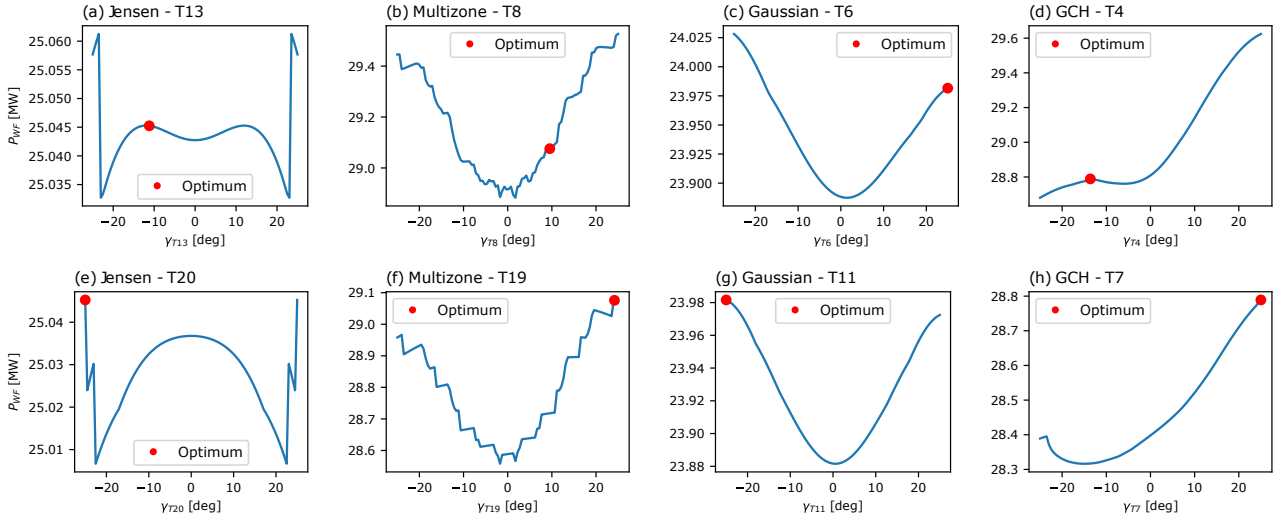 (a) Jensen - T13
(b) Multizone - T8
(c) Gaussian - T6
(d) GCH - T4
P_WF [MW]
25.060
25.055
25.050
25.045
25.040
25.035
Optimum
−20 −10 0 10 20
γ_T13 [deg]
29.4
29.2
29.0
Optimum
−20 −10 0 10 20
γ_T8 [deg]
24.025
24.000
23.975
23.950
23.925
23.900
Optimum
−20 −10 0 10 20
γ_T6 [deg]
29.6
29.4
29.2
29.0
28.8
Optimum
−20 −10 0 10 20
γ_T4 [deg]
(e) Jensen - T20
(f) Multizone - T19
(g) Gaussian - T11
(h) GCH - T7
P_WF [MW]
25.04
25.03
25.02
25.01
Optimum
−20 −10 0 10 20
γ_T20 [deg]
29.1
29.0
28.9
28.8
28.7
28.6
Optimum
−20 −10 0 10 20
γ_T19 [deg]
23.98
23.96
23.94
23.92
23.90
23.88
Optimum
−20 −10 0 10 20
γ_T11 [deg]
28.8
28.7
28.6
28.5
28.4
28.3
Optimum
−20 −10 0 10 20
γ_T7 [deg]